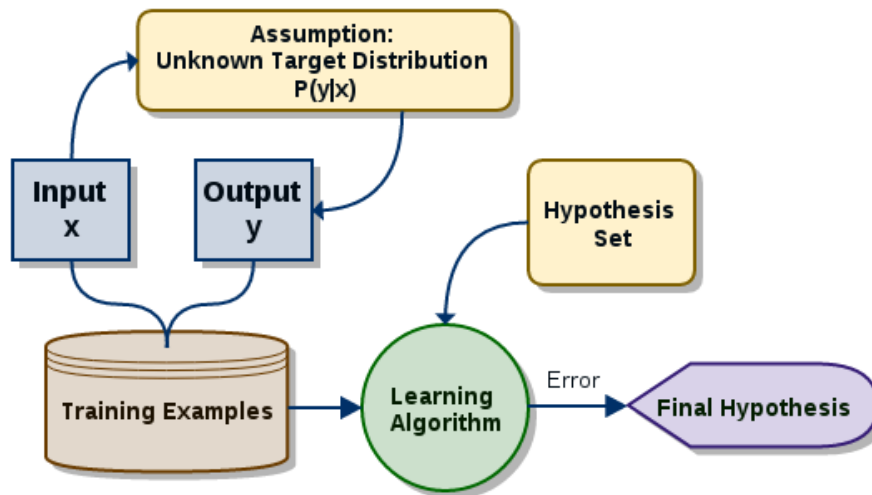 Assumption:
Unknown Target Distribution
P(y|x)
Input
x
Output
y
Hypothesis
Set
Training Examples
Learning
Algorithm
Error
Final Hypothesis